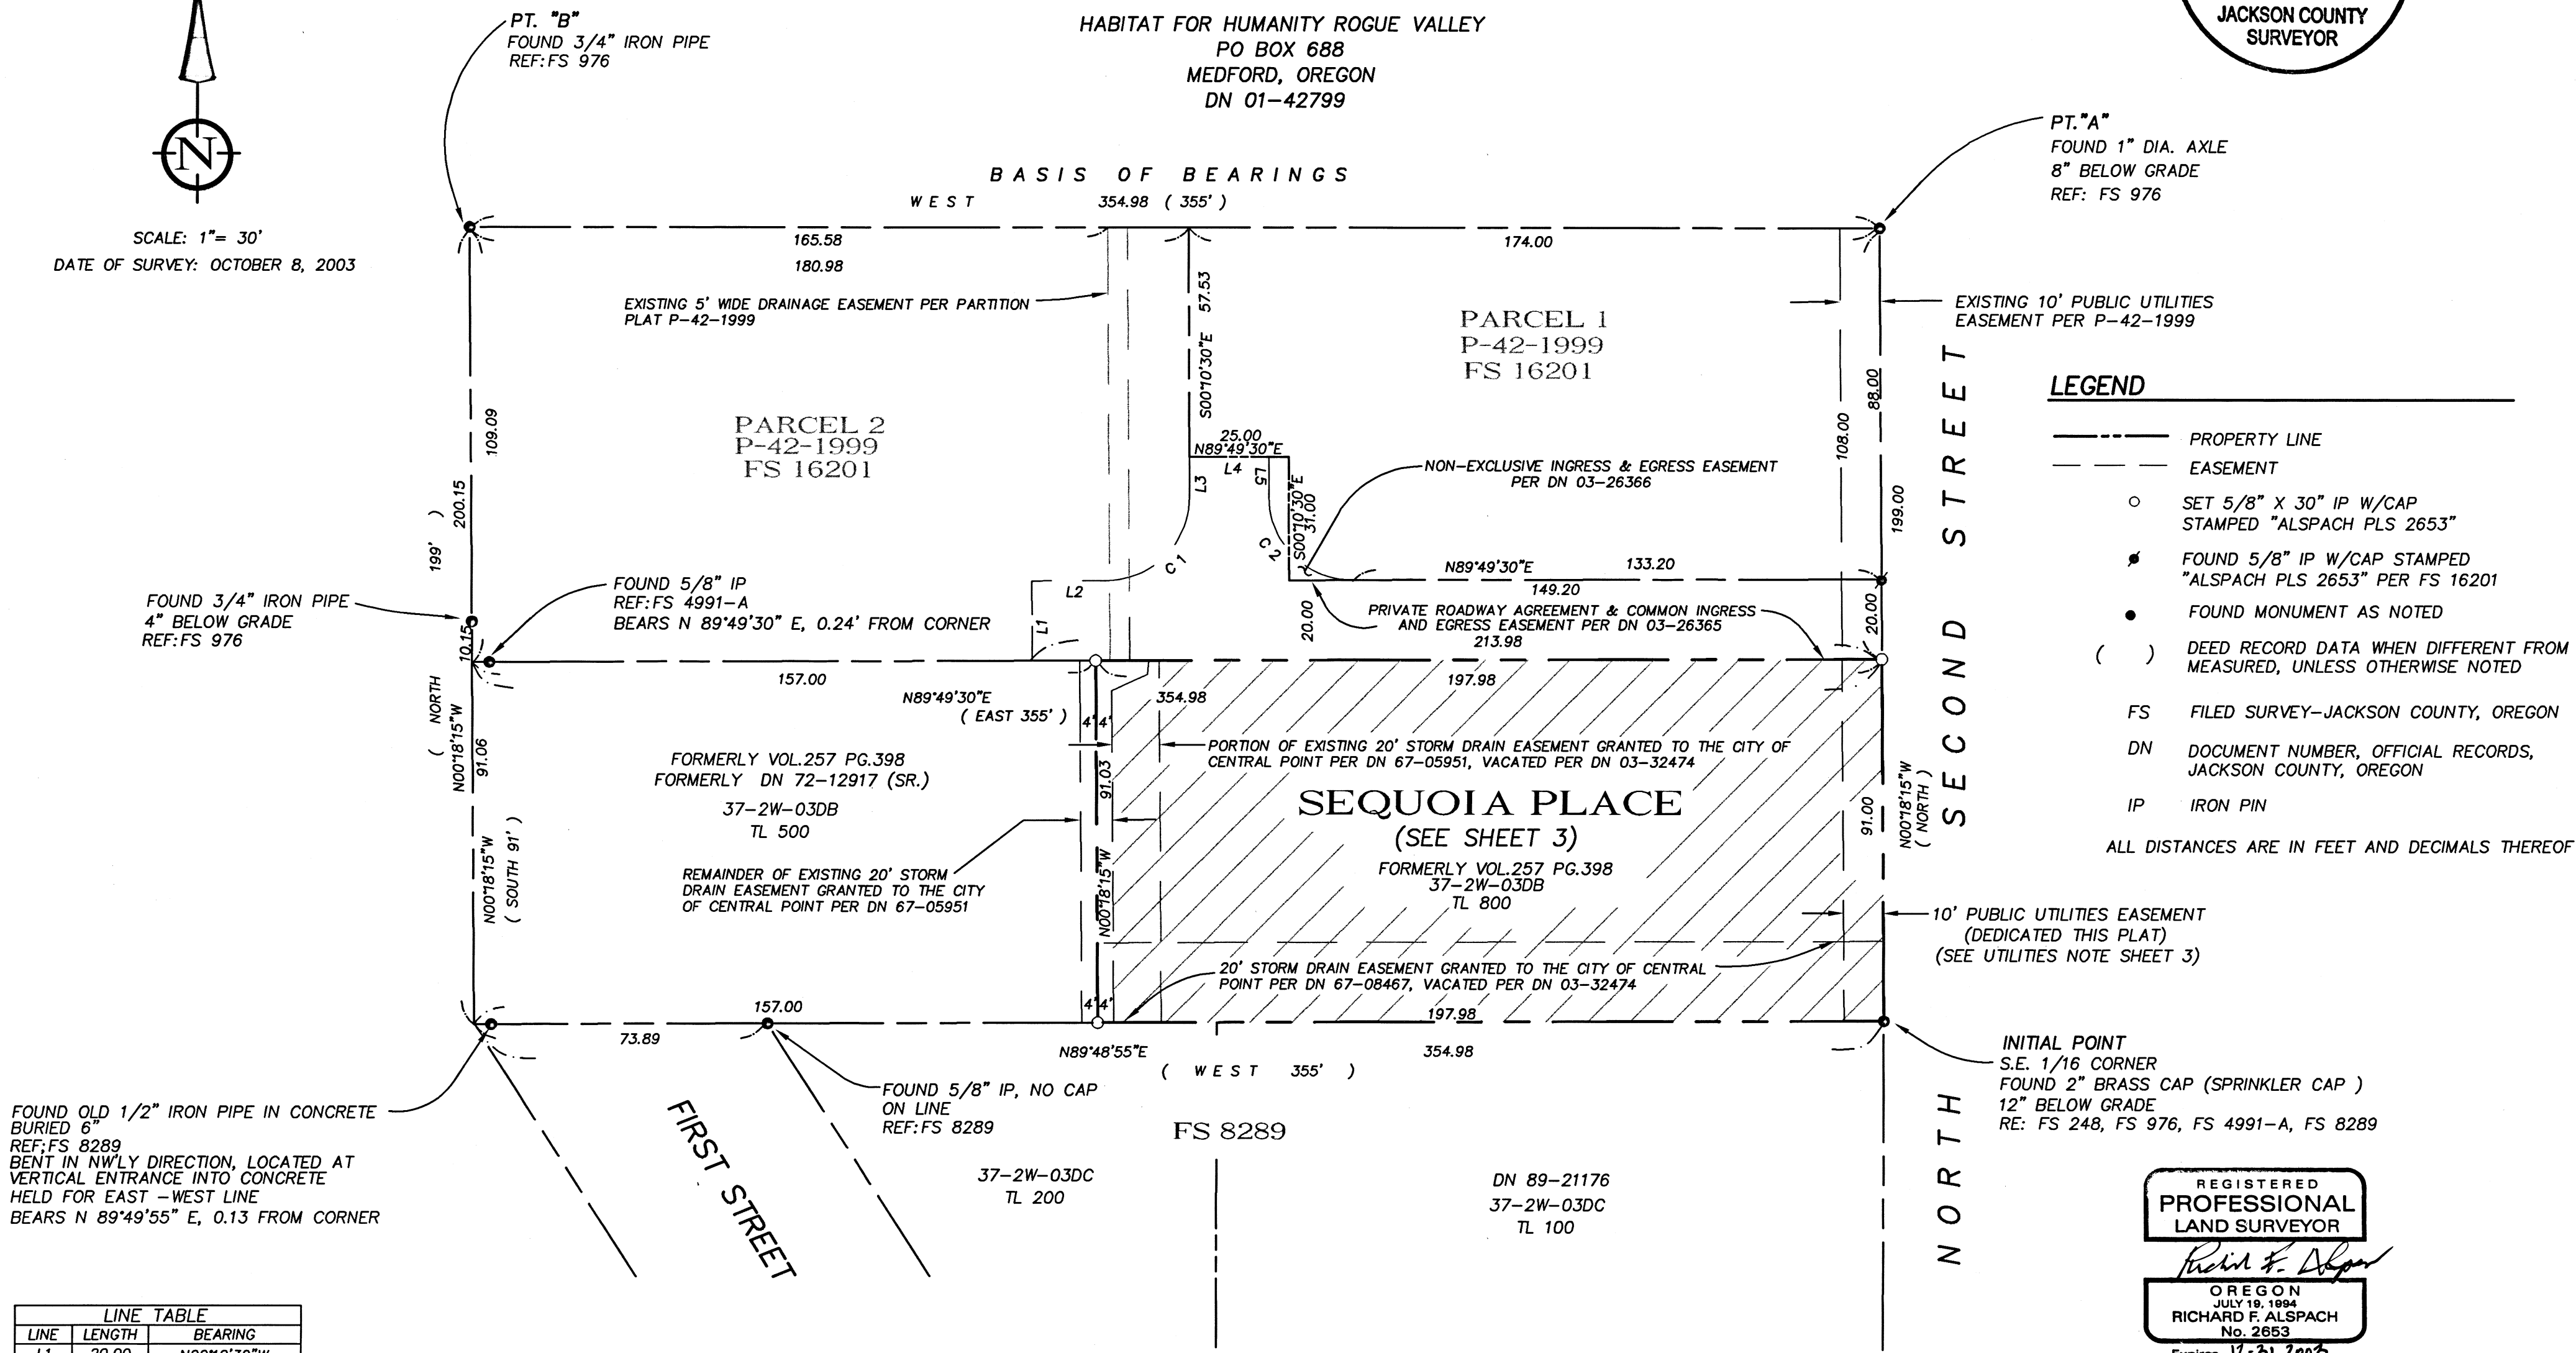 PT. "B"
FOUND 3/4" IRON PIPE
REF: FS 976
HABITAT FOR HUMANITY ROGUE VALLEY
PO BOX 688
MEDFORD, OREGON
DN 01-42799
JACKSON COUNTY
SURVEYOR
N
SCALE: 1"= 30'
DATE OF SURVEY: OCTOBER 8, 2003
PT. "A"
FOUND 1" DIA. AXLE
8" BELOW GRADE
REF: FS 976
BASIS OF BEARINGS
WEST 354.98 ( 355' )
165.58
180.98
174.00
EXISTING 5' WIDE DRAINAGE EASEMENT PER PARTITION
PLAT P-42-1999
S00°10'30"E 57.53
PARCEL 1
P-42-1999
FS 16201
EXISTING 10' PUBLIC UTILITIES
EASEMENT PER P-42-1999
88.00
108.00
199.00
PARCEL 2
P-42-1999
FS 16201
109.09
200.15
( NORTH 199' )
25.00
N89°49'30"E
L4
L3
L5
S00°10'30"E
31.00
C1
C2
L2
L1
NON-EXCLUSIVE INGRESS & EGRESS EASEMENT
PER DN 03-26366
N89°49'30"E 133.20
149.20
20.00
20.00
PRIVATE ROADWAY AGREEMENT & COMMON INGRESS
AND EGRESS EASEMENT PER DN 03-26365
213.98
FOUND 3/4" IRON PIPE
4" BELOW GRADE
REF: FS 976
FOUND 5/8" IP
REF: FS 4991-A
BEARS N 89°49'30" E, 0.24' FROM CORNER
10.15
157.00
197.98
N89°49'30"E
354.98
( EAST 355' )
4' 4'
LEGEND
PROPERTY LINE
EASEMENT
SET 5/8" X 30" IP W/CAP
STAMPED "ALSPACH PLS 2653"
FOUND 5/8" IP W/CAP STAMPED
"ALSPACH PLS 2653" PER FS 16201
FOUND MONUMENT AS NOTED
( ) DEED RECORD DATA WHEN DIFFERENT FROM
MEASURED, UNLESS OTHERWISE NOTED
FS FILED SURVEY-JACKSON COUNTY, OREGON
DN DOCUMENT NUMBER, OFFICIAL RECORDS,
JACKSON COUNTY, OREGON
IP IRON PIN
ALL DISTANCES ARE IN FEET AND DECIMALS THEREOF
N00°18'15"W
91.06
N00°18'15"W
( SOUTH 91' )
FORMERLY VOL.257 PG.398
FORMERLY DN 72-12917 (SR.)
37-2W-03DB
TL 500
REMAINDER OF EXISTING 20' STORM
DRAIN EASEMENT GRANTED TO THE CITY
OF CENTRAL POINT PER DN 67-05951
91.03
N00°18'15"W
PORTION OF EXISTING 20' STORM DRAIN EASEMENT GRANTED TO THE CITY OF
CENTRAL POINT PER DN 67-05951, VACATED PER DN 03-32474
SEQUOIA PLACE
(SEE SHEET 3)
FORMERLY VOL.257 PG.398
37-2W-03DB
TL 800
91.00
N00°18'15"W
( NORTH )
NORTH SECOND STREET
10' PUBLIC UTILITIES EASEMENT
(DEDICATED THIS PLAT)
(SEE UTILITIES NOTE SHEET 3)
20' STORM DRAIN EASEMENT GRANTED TO THE CITY OF CENTRAL
POINT PER DN 67-08467, VACATED PER DN 03-32474
4' 4'
157.00
197.98
73.89
N89°48'55"E
354.98
( WEST 355' )
INITIAL POINT
S.E. 1/16 CORNER
FOUND 2" BRASS CAP (SPRINKLER CAP )
12" BELOW GRADE
RE: FS 248, FS 976, FS 4991-A, FS 8289
FOUND 5/8" IP, NO CAP
ON LINE
REF: FS 8289
FIRST STREET
FOUND OLD 1/2" IRON PIPE IN CONCRETE
BURIED 6"
REF; FS 8289
BENT IN NW'LY DIRECTION, LOCATED AT
VERTICAL ENTRANCE INTO CONCRETE
HELD FOR EAST -WEST LINE
BEARS N 89°49'55" E, 0.13 FROM CORNER
FS 8289
37-2W-03DC
TL 200
DN 89-21176
37-2W-03DC
TL 100
REGISTERED
PROFESSIONAL
LAND SURVEYOR
OREGON
JULY 19, 1994
RICHARD F. ALSPACH
No. 2653
Expires 12-31-2003
LINE TABLE
LINE LENGTH BEARING
L1 20.00